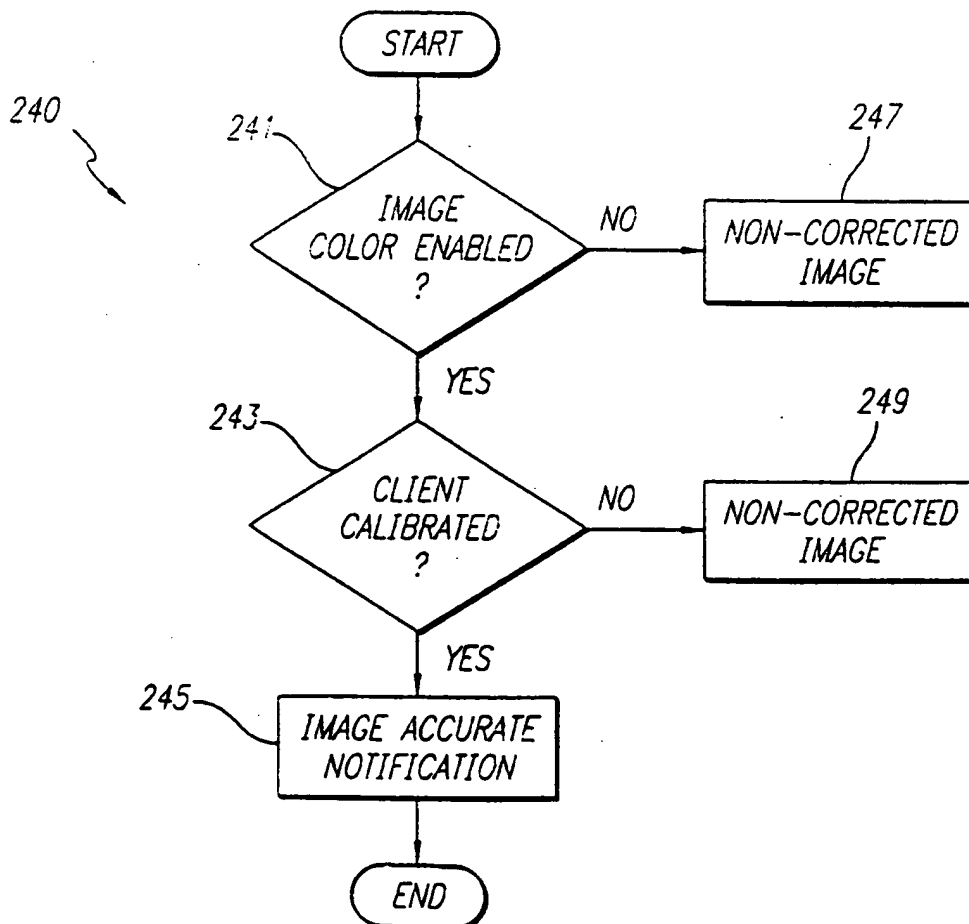 START
240
241
IMAGE
COLOR ENABLED
?
NO
247
NON-CORRECTED
IMAGE
YES
243
CLIENT
CALIBRATED
?
NO
249
NON-CORRECTED
IMAGE
YES
245
IMAGE ACCURATE
NOTIFICATION
END